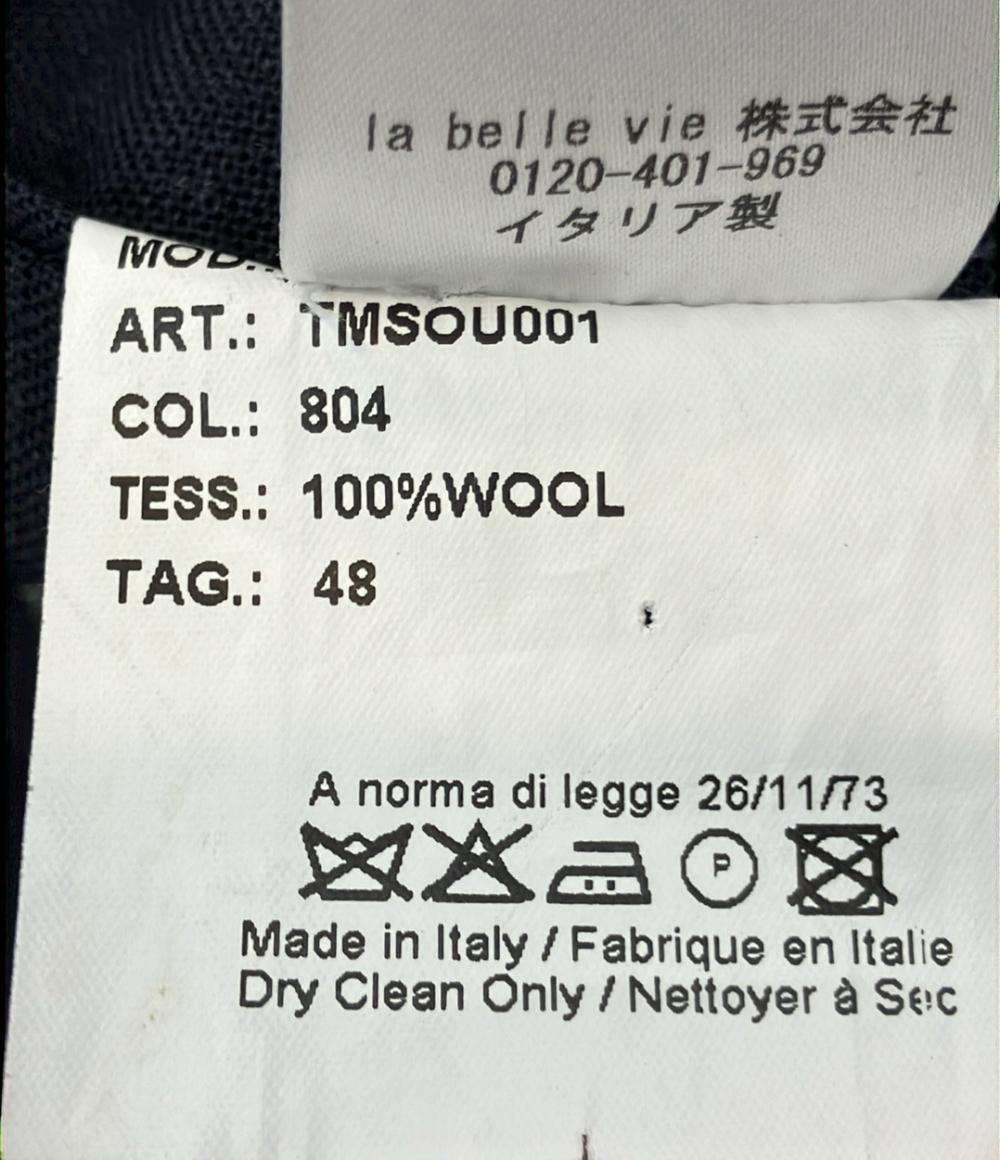 la belle vie 株式会社
0120-401-969
イタリア製
MOD.:
ART.: TMSOU001
COL.: 804
TESS.: 100%WOOL
TAG.: 48
A norma di legge 26/11/73
P
Made in Italy / Fabrique en Italie
Dry Clean Only / Nettoyer à Sec